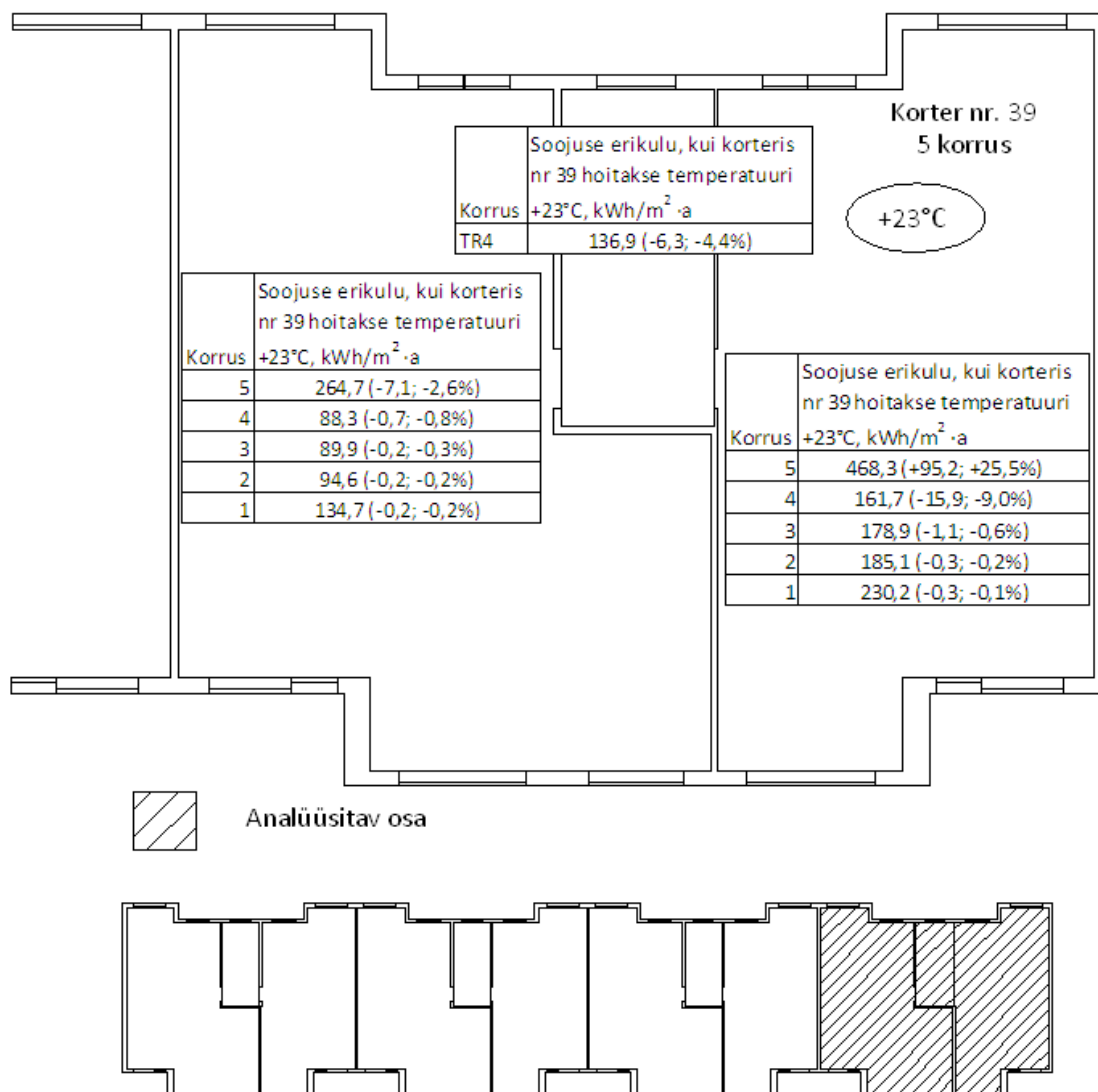 Korter nr. 39
5 korrus
+23°C
Soojuse erikulu, kui korteris
nr 39 hoitakse temperatuuri
Korrus +23°C, kWh/m² ·a
TR4 136,9 (-6,3; -4,4%)
Soojuse erikulu, kui korteris
nr 39 hoitakse temperatuuri
Korrus +23°C, kWh/m² ·a
5 264,7 (-7,1; -2,6%)
4 88,3 (-0,7; -0,8%)
3 89,9 (-0,2; -0,3%)
2 94,6 (-0,2; -0,2%)
1 134,7 (-0,2; -0,2%)
Soojuse erikulu, kui korteris
nr 39 hoitakse temperatuuri
Korrus +23°C, kWh/m² ·a
5 468,3 (+95,2; +25,5%)
4 161,7 (-15,9; -9,0%)
3 178,9 (-1,1; -0,6%)
2 185,1 (-0,3; -0,2%)
1 230,2 (-0,3; -0,1%)
Analüüsitav osa